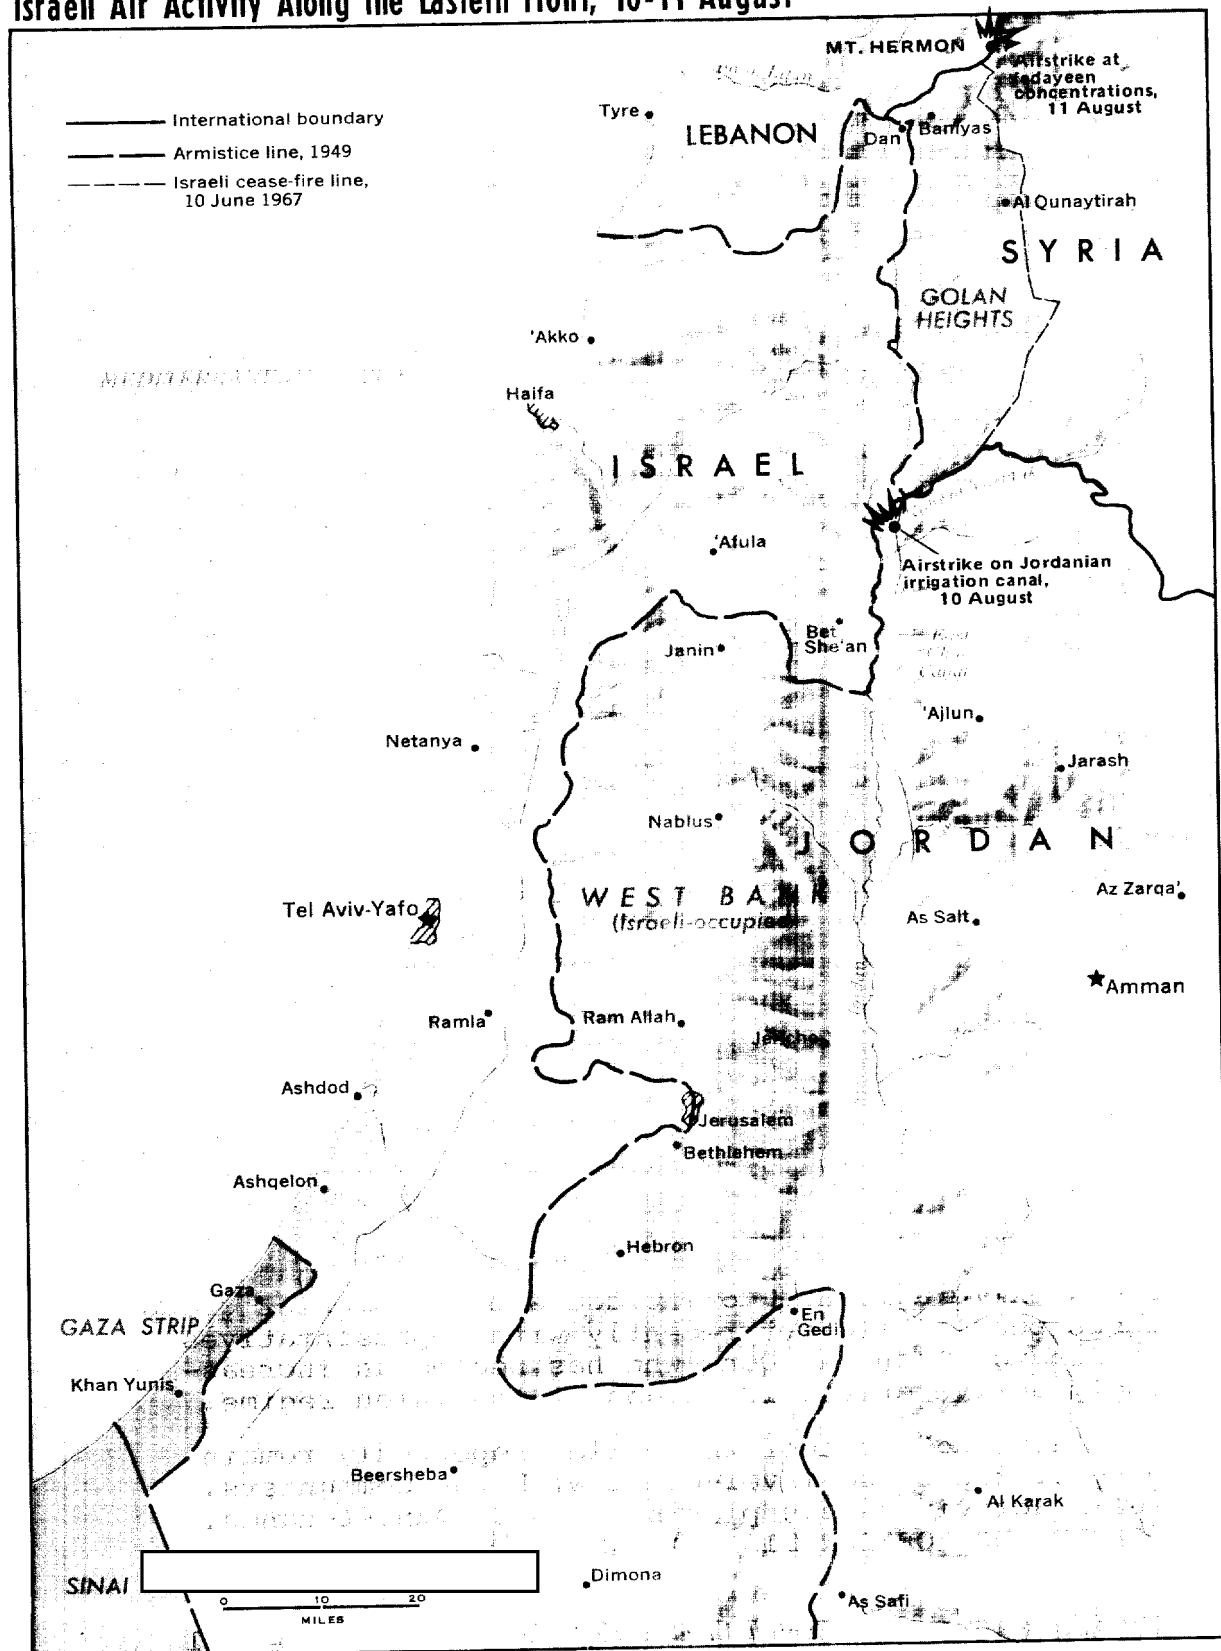 Israeli Air Activity Along the Eastern Front, 10-11 August
International boundary
Armistice line, 1949
Israeli cease-fire line,
10 June 1967
MT. HERMON
Airstrike at
fedayeen
concentrations,
11 August
Tyre
LEBANON
Dan
Baniyas
Al Qunaytirah
SYRIA
GOLAN
HEIGHTS
'Akko
MEDITERRANEAN
Haifa
ISRAEL
'Afula
Airstrike on Jordanian
irrigation canal,
10 August
Bet
She'an
Janin
Canal
'Ajlun
Netanya
Jarash
Nablus
JORDAN
WEST BANK
(Israeli-occupied)
Az Zarqa'
Tel Aviv-Yafo
As Salt
Amman
Ramla
Ram Allah
Jericho
Ashdod
Jerusalem
Bethlehem
Ashqelon
Hebron
Gaza
GAZA STRIP
En
Gedi
Khan Yunis
Beersheba
Al Karak
SINAI
Dimona
As Safi
0 10 20
MILES